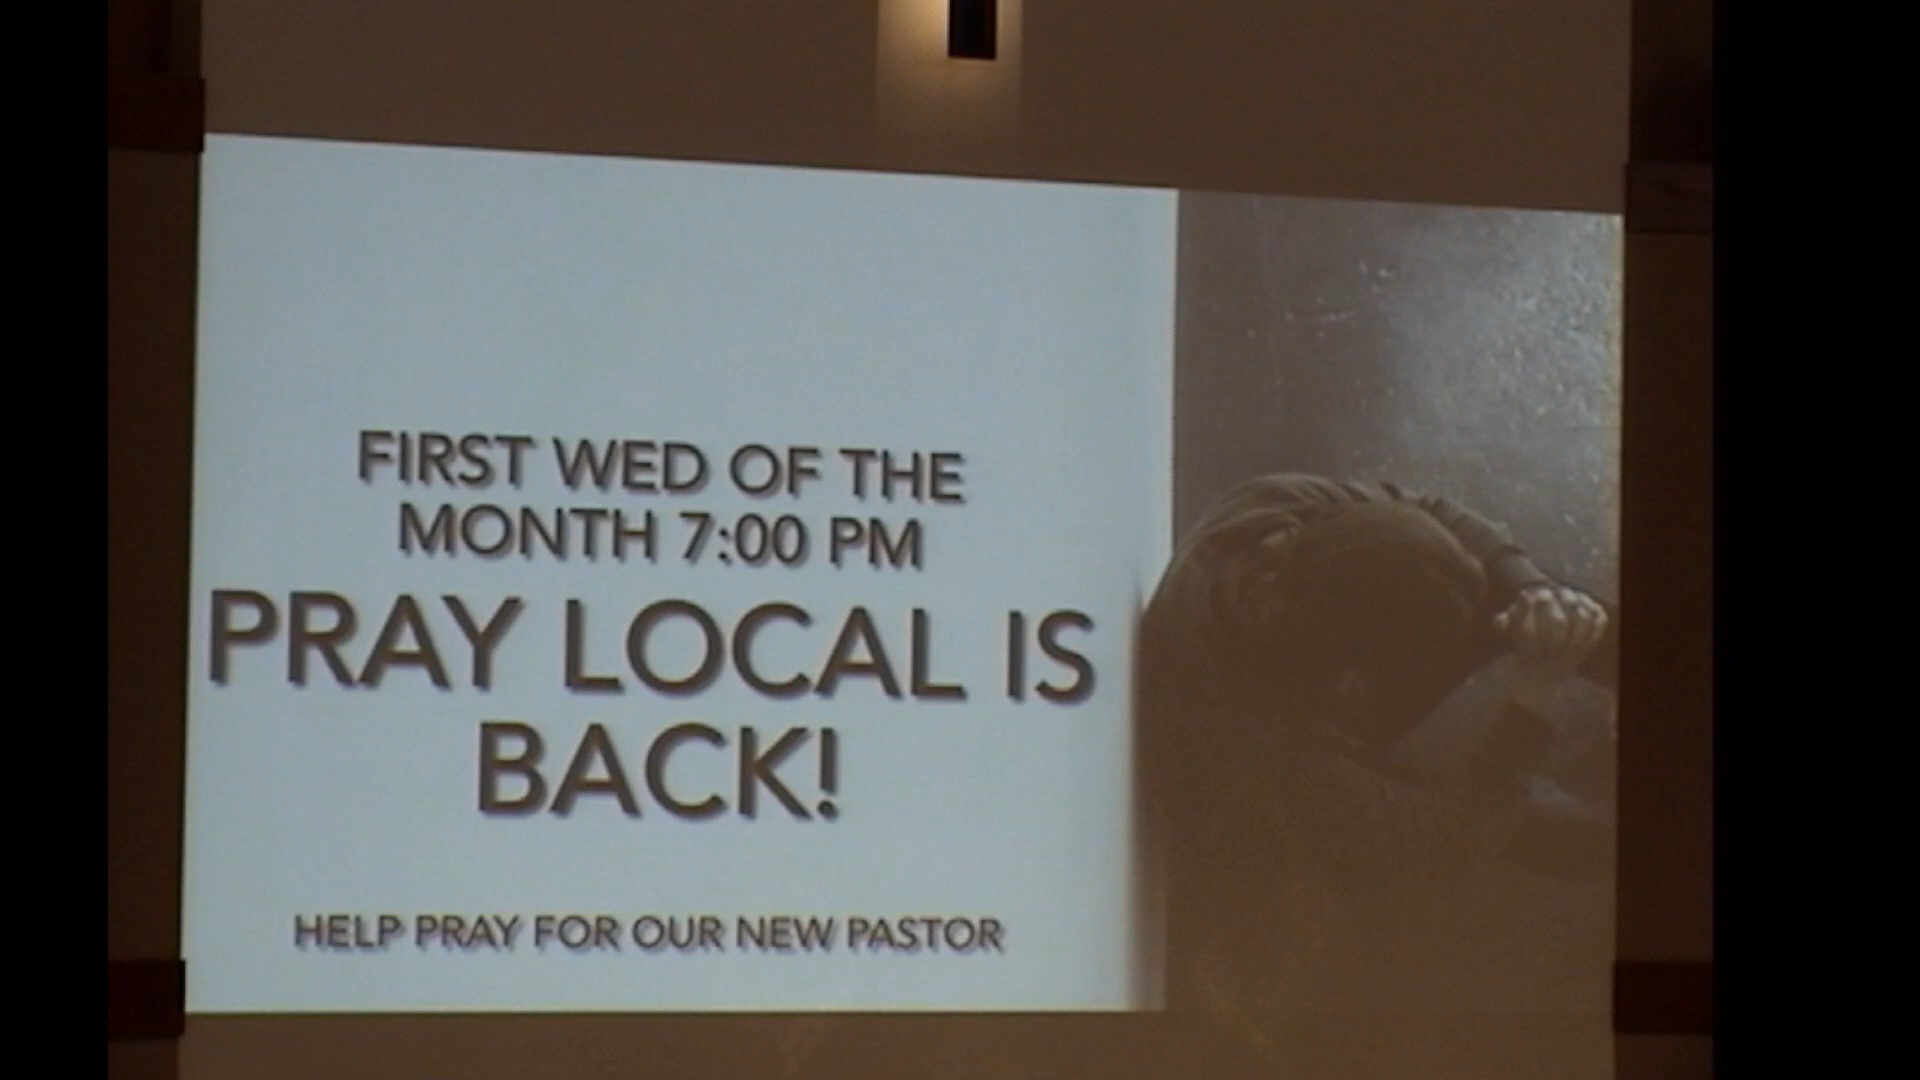 FIRST WED OF THE
MONTH 7:00 PM
PRAY LOCAL IS
BACK!
HELP PRAY FOR OUR NEW PASTOR